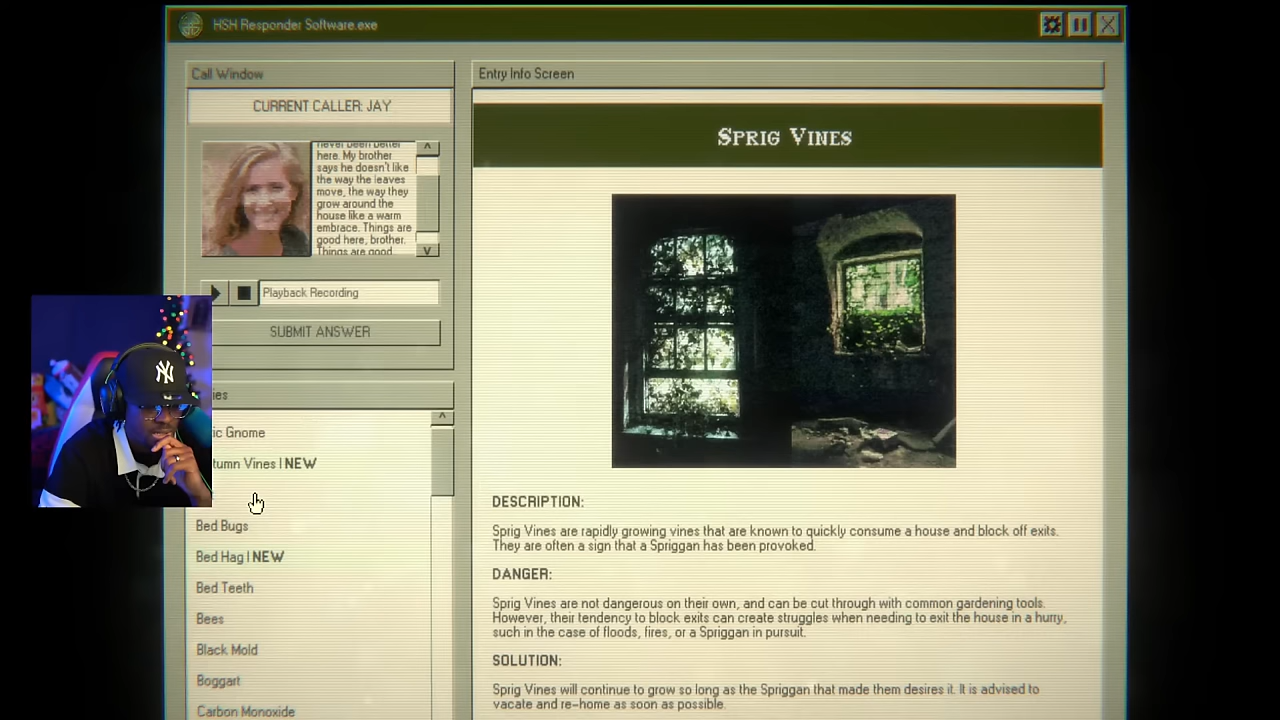 HSH Responder Software.exe
Call Window
CURRENT CALLER: JAY
never been better
here. My brother
says he doesn't like
the way the leaves
move, the way they
grow around the
house like a warm
embrace. Things are
good here, brother.
Things are good
Playback Recording
SUBMIT ANSWER
Entry Info Screen
Sprig Vines
DESCRIPTION:
Sprig Vines are rapidly growing vines that are known to quickly consume a house and block off exits.
They are often a sign that a Spriggan has been provoked.
DANGER:
Sprig Vines are not dangerous on their own, and can be cut through with common gardening tools.
However, their tendency to block exits can create struggles when needing to exit the house in a hurry,
such in the case of floods, fires, or a Spriggan in pursuit.
SOLUTION:
Sprig Vines will continue to grow so long as the Spriggan that made them desires it. It is advised to
vacate and re-home as soon as possible.
Gnome
Vines | NEW
Bed Bugs
Bed Hag | NEW
Bed Teeth
Bees
Black Mold
Boggart
Carbon Monoxide